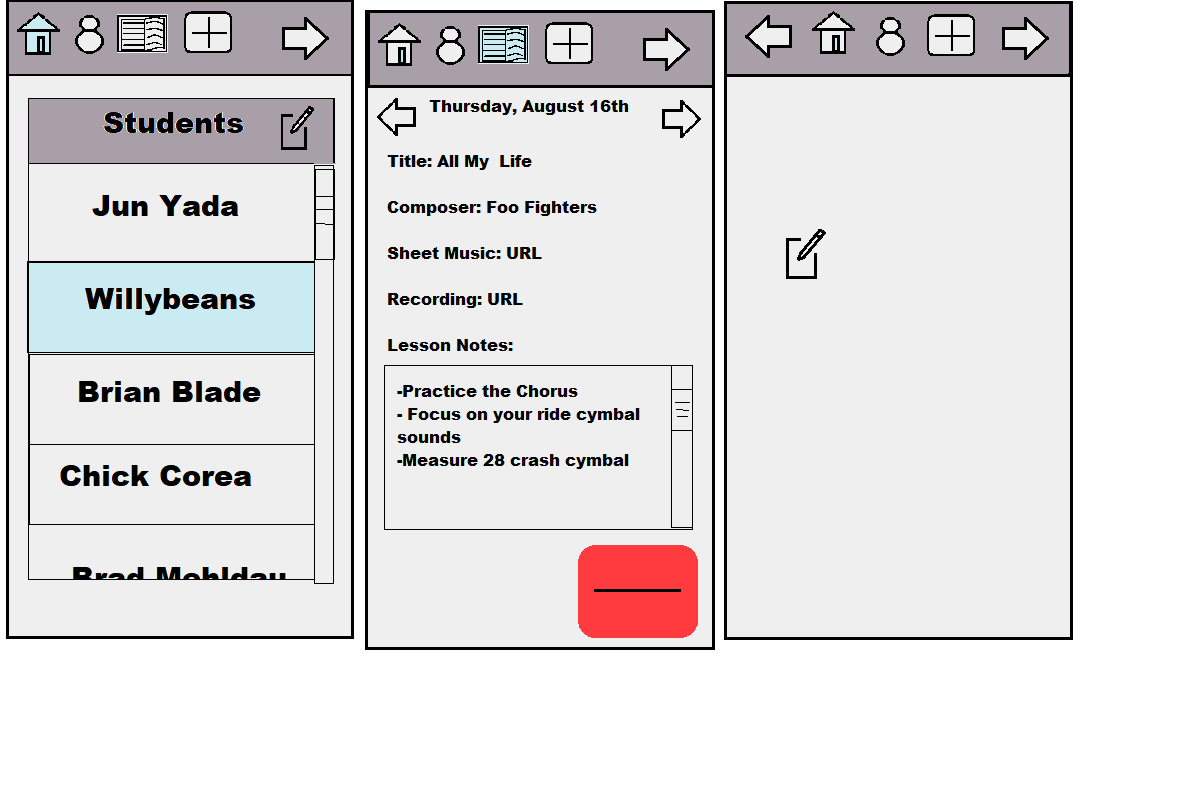 Students
Jun Yada
Willybeans
Brian Blade
Chick Corea
Brad Mehldau
Thursday, August 16th
Title: All My  Life
Composer: Foo Fighters
Sheet Music: URL
Recording: URL
Lesson Notes:
-Practice the Chorus
- Focus on your ride cymbal
sounds
-Measure 28 crash cymbal